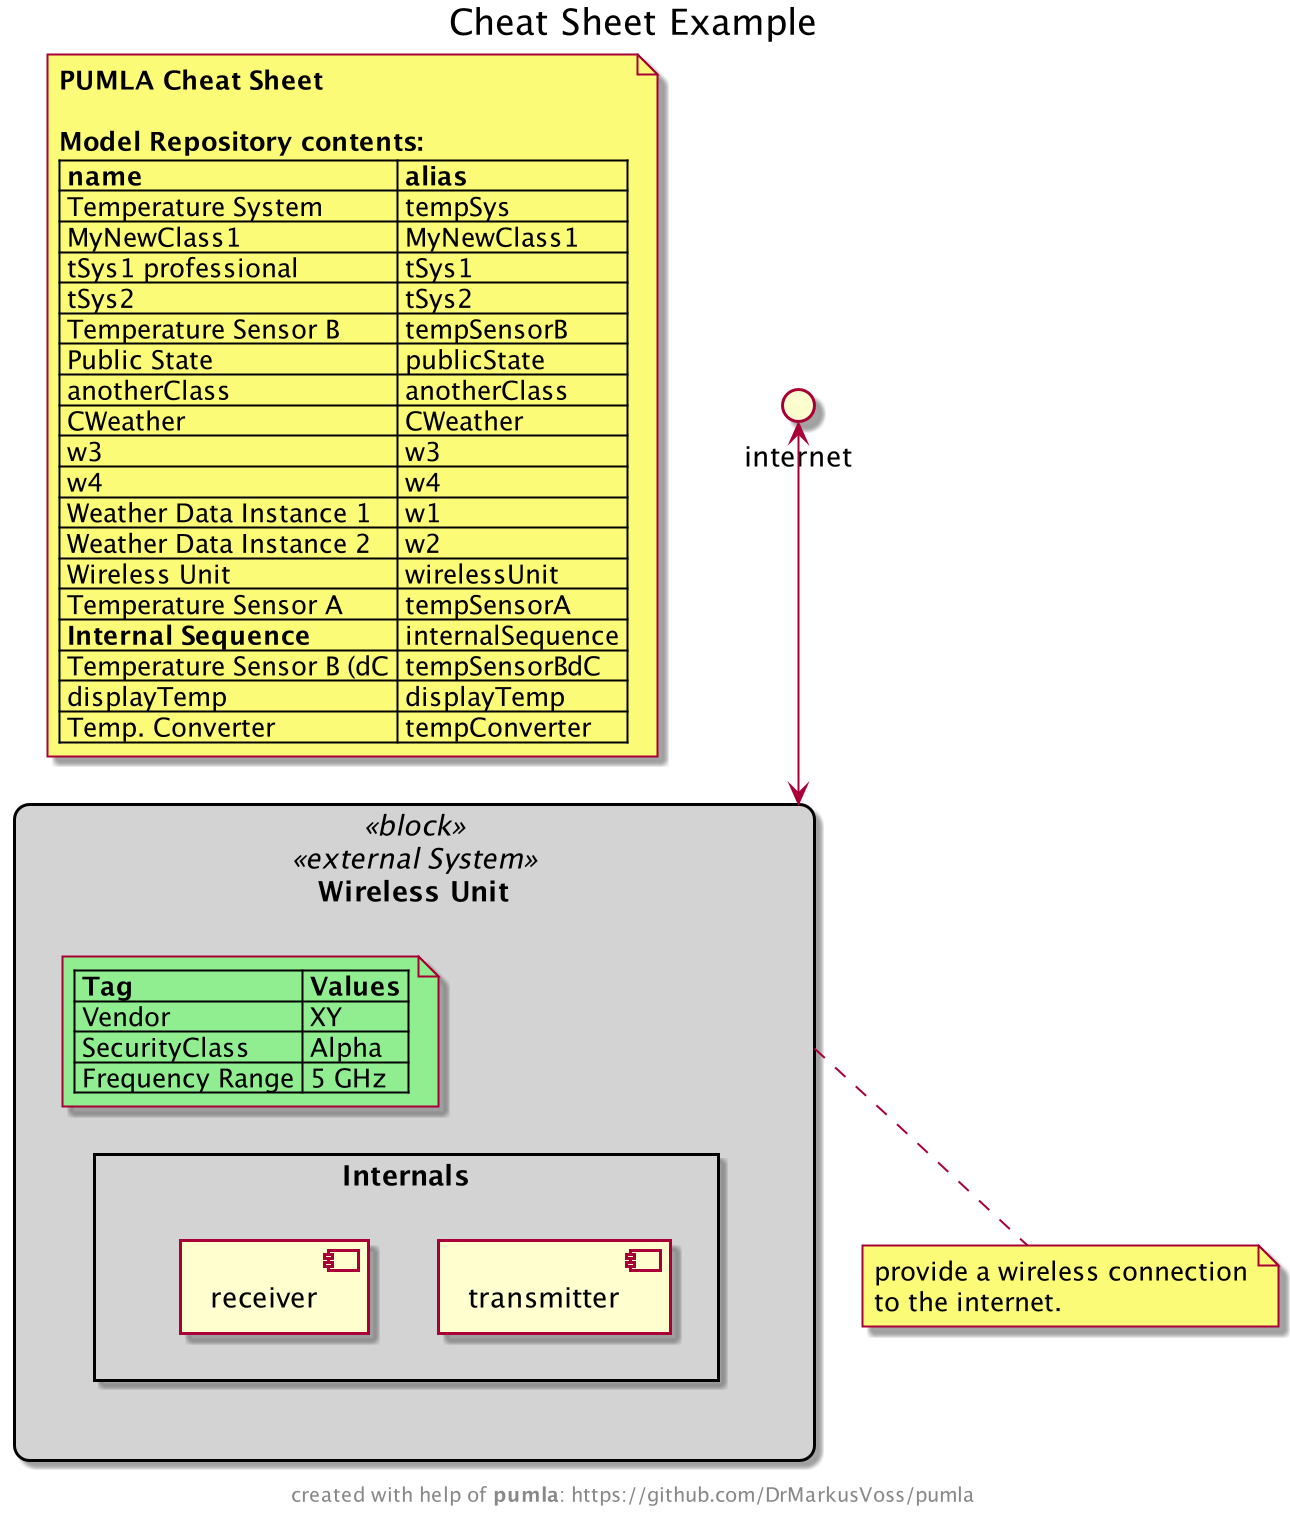 Cheat Sheet Example
PUMLA Cheat Sheet
Model Repository contents:
name alias
Temperature System tempSys
MyNewClass1 MyNewClass1
tSys1 professional tSys1
tSys2 tSys2
Temperature Sensor B tempSensorB
Public State publicState
anotherClass anotherClass
CWeather CWeather
w3 w3
w4 w4
Weather Data Instance 1 w1
Weather Data Instance 2 w2
Wireless Unit wirelessUnit
Temperature Sensor A tempSensorA
Internal Sequence internalSequence
Temperature Sensor B (dC tempSensorBdC
displayTemp displayTemp
Temp. Converter tempConverter
internet
«block»
«external System»
Wireless Unit
Tag Values
Vendor XY
SecurityClass Alpha
Frequency Range 5 GHz
Internals
receiver
transmitter
provide a wireless connection
to the internet.
created with help of pumla: https://github.com/DrMarkusVoss/pumla